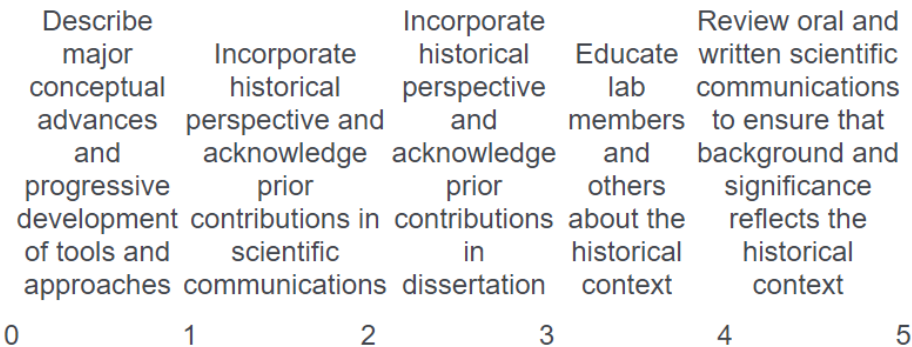 Describe
major
conceptual
advances
and
progressive
development
of tools and
approaches
Incorporate
historical
perspective and
acknowledge
prior
contributions in
scientific
communications
Incorporate
historical
perspective
and
acknowledge
prior
contributions
in
dissertation
Educate
lab
members
and
others
about the
historical
context
Review oral and
written scientific
communications
to ensure that
background and
significance
reflects the
historical
context
0 1 2 3 4 5